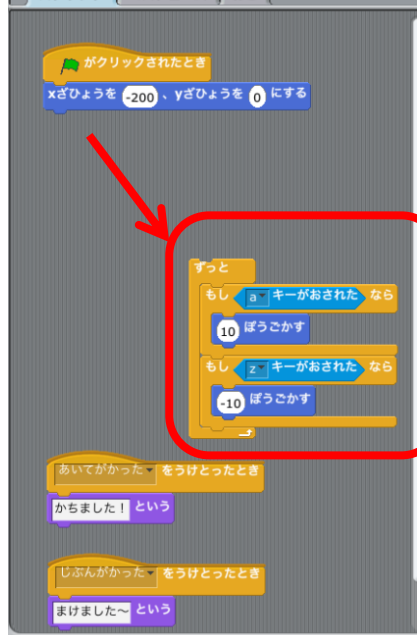 がクリックされたとき
xざひょうを -200 、yざひょうを 0 にする
ずっと
もし a キーがおされた なら
10 ぽうごかす
もし z キーがおされた なら
-10 ぽうごかす
あいてがかった をうけとったとき
かちました！ という
じぶんがかった をうけとったとき
まけました〜 という